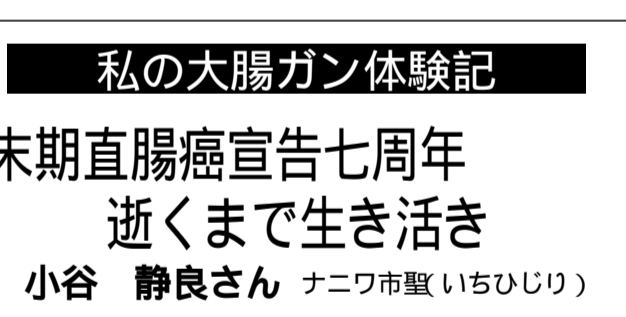 私の大腸ガン体験記
末期直腸癌宣告七周年
逝くまで生き活き
小谷　静良さん ナニワ市聖(いちひじり)